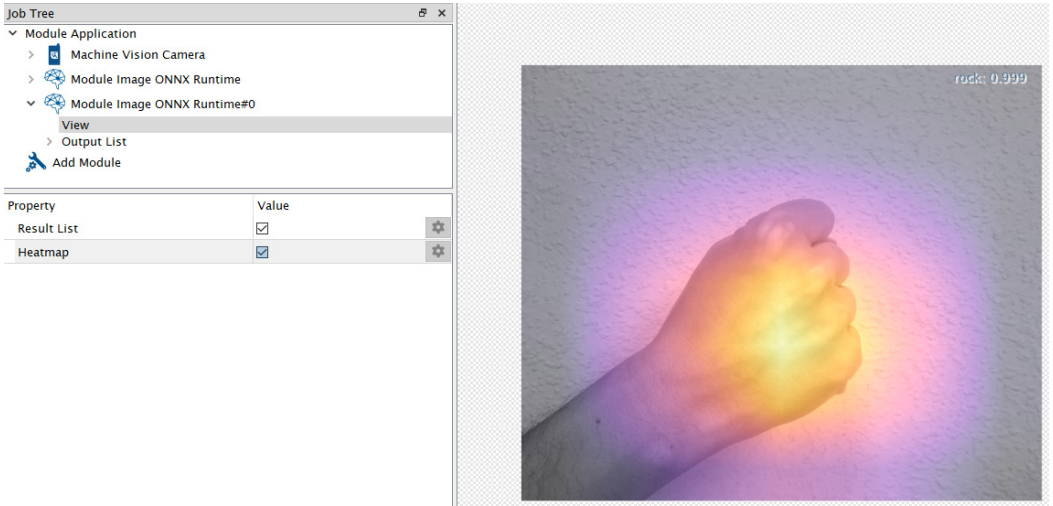 Job Tree
Module Application
Machine Vision Camera
Module Image ONNX Runtime
Module Image ONNX Runtime#0
View
Output List
Add Module
Property Value
Result List
Heatmap
rock: 0.999